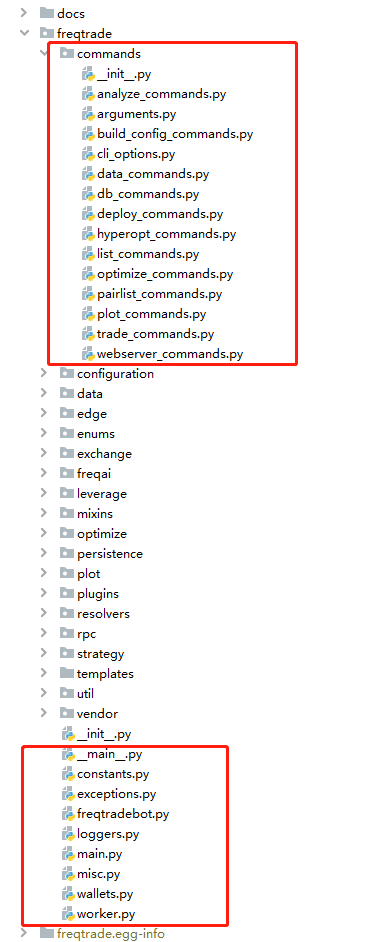 docs
freqtrade
commands
__init__.py
analyze_commands.py
arguments.py
build_config_commands.py
cli_options.py
data_commands.py
db_commands.py
deploy_commands.py
hyperopt_commands.py
list_commands.py
optimize_commands.py
pairlist_commands.py
plot_commands.py
trade_commands.py
webserver_commands.py
configuration
data
edge
enums
exchange
freqai
leverage
mixins
optimize
persistence
plot
plugins
resolvers
rpc
strategy
templates
util
vendor
__init__.py
__main__.py
constants.py
exceptions.py
freqtradebot.py
loggers.py
main.py
misc.py
wallets.py
worker.py
freqtrade.egg-info